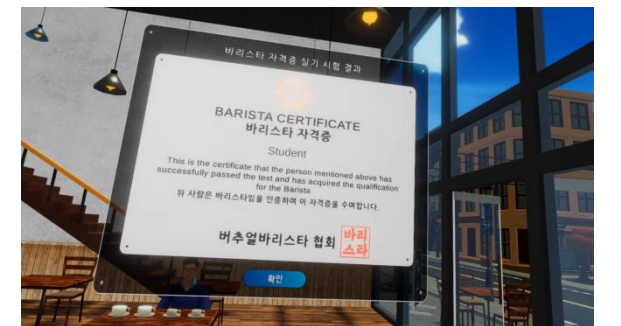 바리스타 자격증 실기 시험 결과
BARISTA CERTIFICATE
바리스타 자격증
Student
This is the certificate that the person mentioned above has
successfully passed the test and has acquired the qualification
for the Barista
위 사람은 바리스타임을 인증하며 이 자격증을 수여합니다.
버추얼바리스타 협회
바리
스타
확인